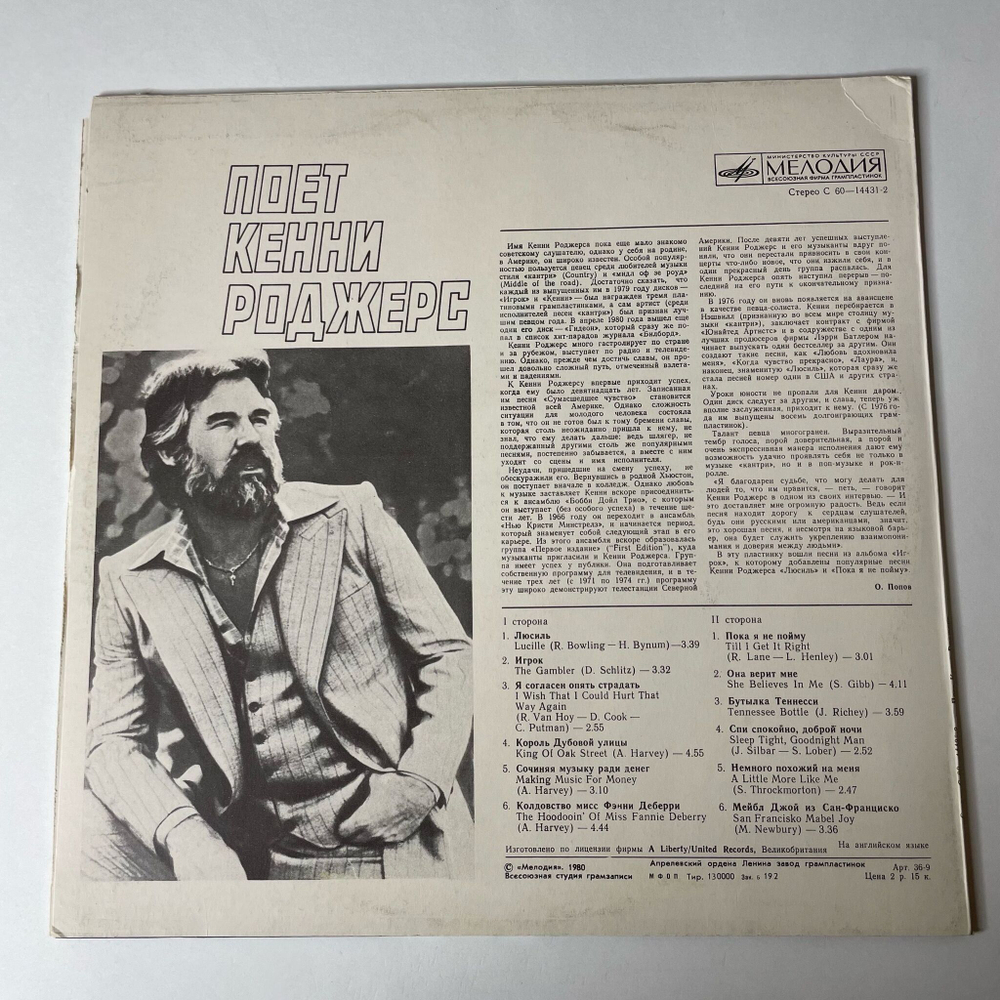 ПОЕТ
КЕННИ
РОДЖЕРС
МИНИСТЕРСТВО КУЛЬТУРЫ СССР
МЕЛОДИЯ
ВСЕСОЮЗНАЯ ФИРМА ГРАМПЛАСТИНОК
Стерео С 60—14431-2
Имя Кенни Роджерса пока еще мало знакомо
советскому слушателю, однако у себя на родине,
в Америке, он широко известен. Особой популяр-
ностью пользуется певец среди любителей музыки
стиля «кантри» (Country) и «мидл оф зе роуд»
(Middle of the road). Достаточно сказать, что
каждый из выпущенных им в 1979 году дисков —
«Игрок» и «Кенни» — был награжден тремя пла-
тиновыми грампластинками, а сам артист (среди
исполнителей песен «кантри») был признан луч-
шим певцом года. В апреле 1980 года вышел еще
один его диск — «Гидеон», который сразу же по-
пал в список хит-парадов журнала «Билборд».
Кенни Роджерс много гастролирует по стране
и за рубежом, выступает по радио и телевиде-
нию. Однако, прежде чем достичь славы, он про-
шел довольно сложный путь, отмеченный взлета-
ми и падениями.
К Кенни Роджерсу впервые приходит успех,
когда ему было девятнадцать лет. Записанная
им песня «Сумасшедшее чувство» становится
известной всей Америке. Однако сложность
ситуации для молодого человека состояла
в том, что он не готов был к тому бремени славы,
которая столь неожиданно пришла к нему, не
знал, что ему делать дальше: ведь шлягер, не
поддержанный другими столь же популярными
песнями, постепенно забывается, а вместе с ним
уходит со сцены и имя исполнителя.
Неудачи, пришедшие на смену успеху, не
обескуражили его. Вернувшись в родной Хьюстон,
он поступает вначале в колледж. Однако любовь
к музыке заставляет Кенни вскоре присоединить-
ся к ансамблю «Бобби Дойл Трио», с которым
он выступает (без особого успеха) в течение ше-
сти лет. В 1966 году он переходит в ансамбль
«Нью Кристи Минстрелз», и начинается период,
который знаменует собой следующий этап в его
карьере. Из этого ансамбля вскоре образовалась
группа «Первое издание» ("First Edition"), куда
музыканты пригласили и Кенни Роджерса. Груп-
па имеет успех у публики. Она подготавливает
собственную программу для телевидения, и в те-
чение трех лет (с 1971 по 1974 гг.) программу
эту широко демонстрируют телестанции Северной
Америки. После девяти лет успешных выступле-
ний Кенни Роджерс и его музыканты вдруг по-
няли, что они перестали привносить в свои кон-
церты что-либо новое, что они изжили себя, и в
один прекрасный день группа распалась. Для
Кенни Роджерса опять наступил перерыв — по-
следний на его пути к окончательному призна-
нию.
В 1976 году он вновь появляется на авансцене
в качестве певца-солиста. Кенни перебирается в
Нэшвилл (признанную во всем мире столицу му-
зыки «кантри»), заключает контракт с фирмой
«Юнайтед Артистс» и в содружестве с одним из
лучших продюсеров фирмы Лэрри Батлером на-
чинает выпускать один бестселлер за другим. Они
создают такие песни, как «Любовь вдохновила
меня», «Когда чувство прекрасно», «Лаура», и,
наконец, знаменитую «Люсиль», которая сразу же
стала песней номер один в США и других стра-
нах.
Уроки юности не пропали для Кенни даром.
Один диск следует за другим, и слава, теперь уж
вполне заслуженная, приходит к нему. (С 1976 го-
да им выпущены восемь долгоиграющих грам-
пластинок).
Талант певца многогранен. Выразительный
тембр голоса, порой доверительная, а порой и
очень экспрессивная манера исполнения дают ему
возможность удачно проявлять себя не только в
музыке «кантри», но и в поп-музыке и рок-н-
ролле.
«Я благодарен судьбе, что могу делать для
людей то, что им нравится, — петь, — говорит
Кенни Роджерс в одном из своих интервью. — И
это доставляет мне огромную радость. Ведь если
песня находит дорогу к сердцам слушателей,
будь они русскими или американцами, значит,
это хорошая песня, и несмотря на языковой барь-
ер, она будет служить укреплению взаимопони-
мания и доверия между людьми».
В эту пластинку вошли песни из альбома «Иг-
рок», к которому добавлены популярные песни
Кенни Роджерса «Люсиль» и «Пока я не пойму»
О. Попов
I сторона
1. Люсиль
Lucille (R. Bowling — H. Bynum) — 3.39
2. Игрок
The Gambler (D. Schlitz) — 3.32
3. Я согласен опять страдать
I Wish That I Could Hurt That
Way Again
(R. Van Hoy — D. Cook —
C. Putman) — 2.55
4. Король Дубовой улицы
King Of Oak Street (A. Harvey) — 4.55
5. Сочиняя музыку ради денег
Making Music For Money
(A. Harvey) — 3.10
6. Колдовство мисс Фэнни Деберри
The Hoodooin' Of Miss Fannie Deberry
(A. Harvey) — 4.44
II сторона
1. Пока я не пойму
Till I Get It Right
(R. Lane — L. Henley) — 3.01
2. Она верит мне
She Believes In Me (S. Gibb) — 4.11
3. Бутылка Теннесси
Tennessee Bottle (J. Richey) — 3.59
4. Спи спокойно, доброй ночи
Sleep Tight, Goodnight Man
(J. Silbar — S. Lober) — 2.52
5. Немного похожий на меня
A Little More Like Me
(S. Throckmorton) — 2.47
6. Мейбл Джой из Сан-Франциско
San Francisko Mabel Joy
(M. Newbury) — 3.36
Изготовлено по лицензии фирмы A Liberty/United Records, Великобритания На английском языке
© «Мелодия», 1980 Апрелевский ордена Ленина завод грампластинок Арт. 36-9
Всесоюзная студия грамзаписи МФОП Тир. 130000 Зак. 6 192 Цена 2 р. 15 к.